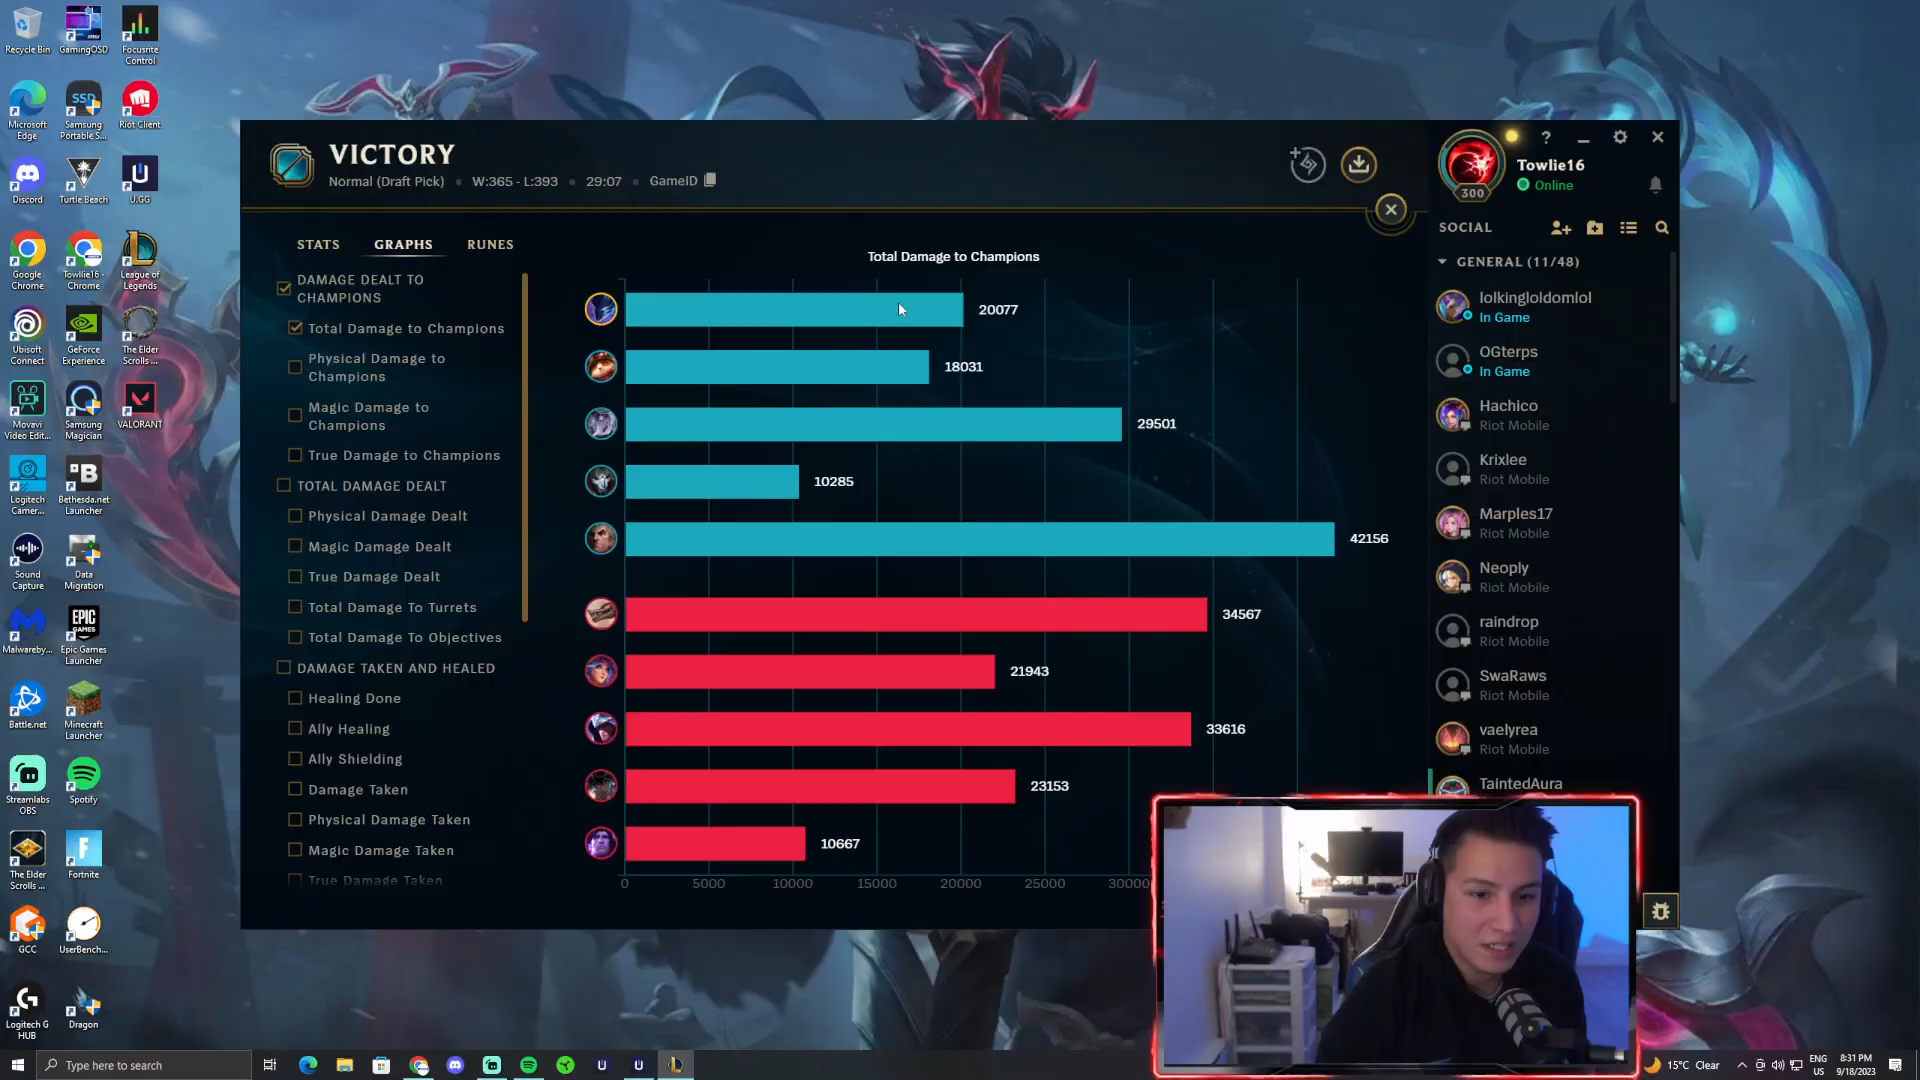 Recycle Bin
GamingOSD
Focusrite
Control
Microsoft
Edge
Samsung
Portable S...
Riot Client
Discord
Turtle Beach
U.GG
Google
Chrome
Towllie16 -
Chrome
League of
Legends
Ubisoft
Connect
GeForce
Experience
The Elder
Scrolls ...
Movavi
Video Edit...
Samsung
Magician
VALORANT
Logitech
Camer...
Bethesda.net
Launcher
Sound
Capture
Data
Migration
Malwareby...
Epic Games
Launcher
Battle.net
Minecraft
Launcher
Streamlabs
OBS
Spotify
The Elder
Scrolls ...
Fortnite
GCC
UserBench...
Logitech G
HUB
Dragon
VICTORY
Normal (Draft Pick) • W:365 - L:393 • 29:07 • GameID
STATS
GRAPHS
RUNES
DAMAGE DEALT TO
CHAMPIONS
Total Damage to Champions
Physical Damage to
Champions
Magic Damage to
Champions
True Damage to Champions
TOTAL DAMAGE DEALT
Physical Damage Dealt
Magic Damage Dealt
True Damage Dealt
Total Damage To Turrets
Total Damage To Objectives
DAMAGE TAKEN AND HEALED
Healing Done
Ally Healing
Ally Shielding
Damage Taken
Physical Damage Taken
Magic Damage Taken
True Damage Taken
Total Damage to Champions
20077
18031
29501
10285
42156
34567
21943
33616
23153
10667
0 5000 10000 15000 20000 25000 30000
300
Towlie16
Online
SOCIAL
GENERAL (11/48)
lolkingloldomlol
In Game
OGterps
In Game
Hachico
Riot Mobile
Krixlee
Riot Mobile
Marples17
Riot Mobile
Neoply
Riot Mobile
raindrop
Riot Mobile
SwaRaws
Riot Mobile
vaelyrea
Riot Mobile
TaintedAura
Type here to search
15°C Clear
ENG
US
8:31 PM
9/18/2023